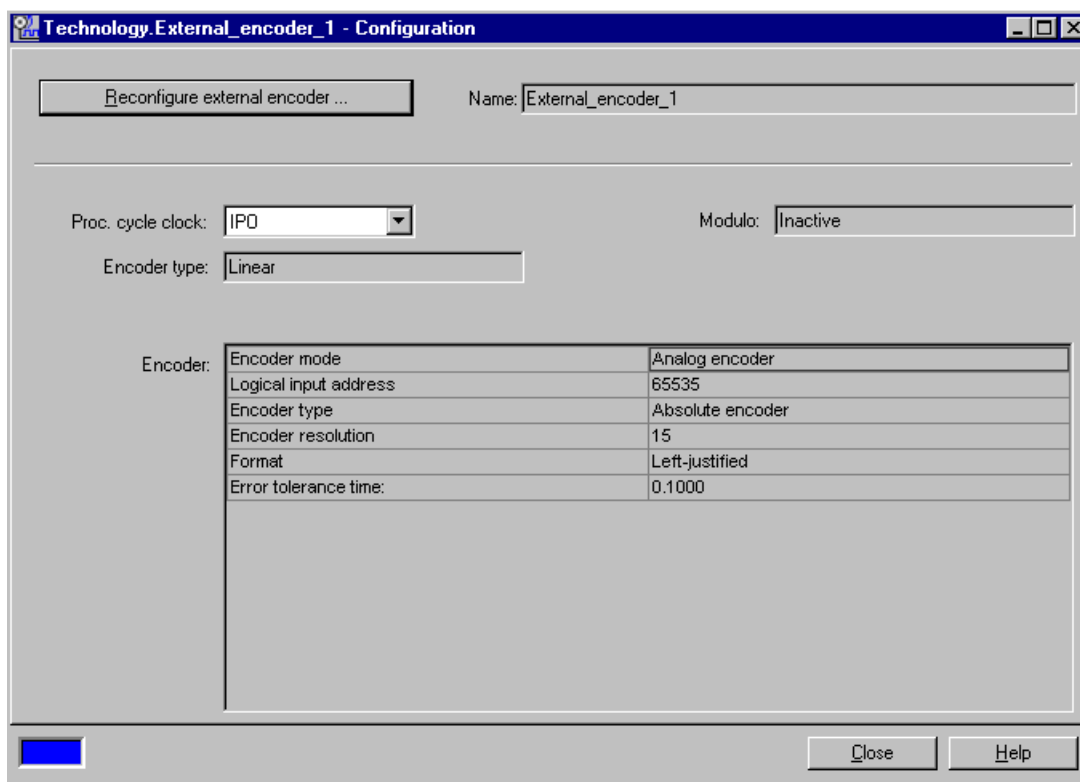 Technology.External_encoder_1 - Configuration
Reconfigure external encoder ...
Name: External_encoder_1
Proc. cycle clock: IPO
Modulo: Inactive
Encoder type: Linear
Encoder:
Encoder mode Analog encoder
Logical input address 65535
Encoder type Absolute encoder
Encoder resolution 15
Format Left-justified
Error tolerance time: 0.1000
Close Help